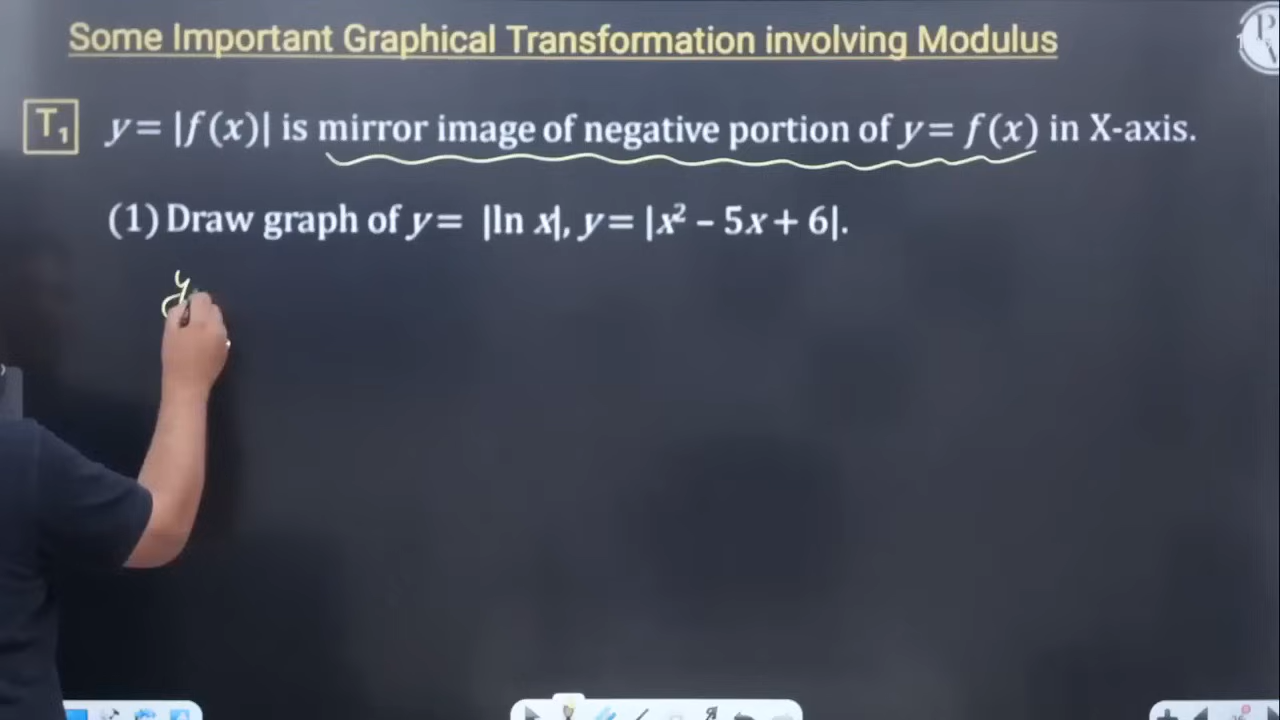 Some Important Graphical Transformation involving Modulus
T₁ y = |f(x)| is mirror image of negative portion of y = f(x) in X-axis.
(1) Draw graph of y = |ln x|, y = |x² – 5x + 6|.
y